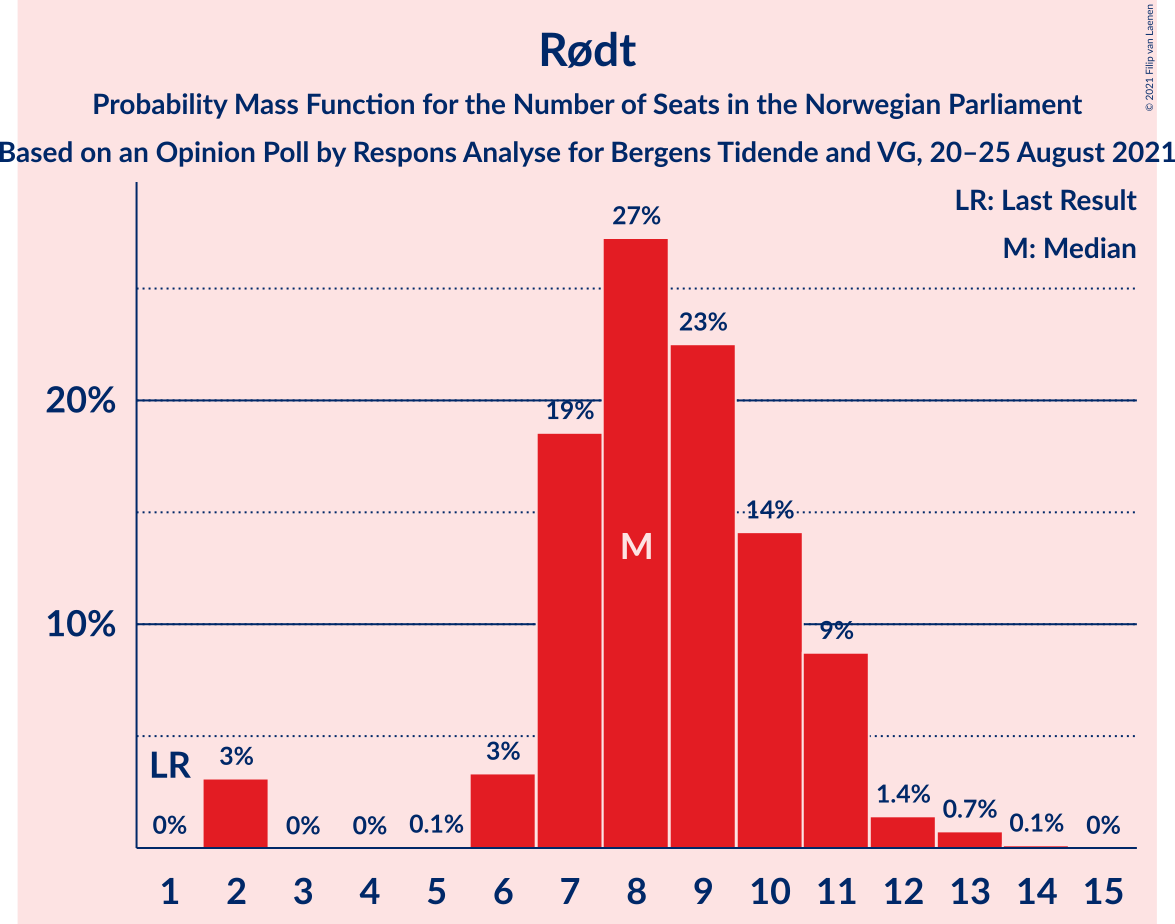 Rødt
Probability Mass Function for the Number of Seats in the Norwegian Parliament
Based on an Opinion Poll by Respons Analyse for Bergens Tidende and VG, 20–25 August 2021
© 2021 Filip van Laenen
LR: Last Result
M: Median
20%
10%
LR
M
0%
3%
0%
0%
0.1%
3%
19%
27%
23%
14%
9%
1.4%
0.7%
0.1%
0%
1 2 3 4 5 6 7 8 9 10 11 12 13 14 15